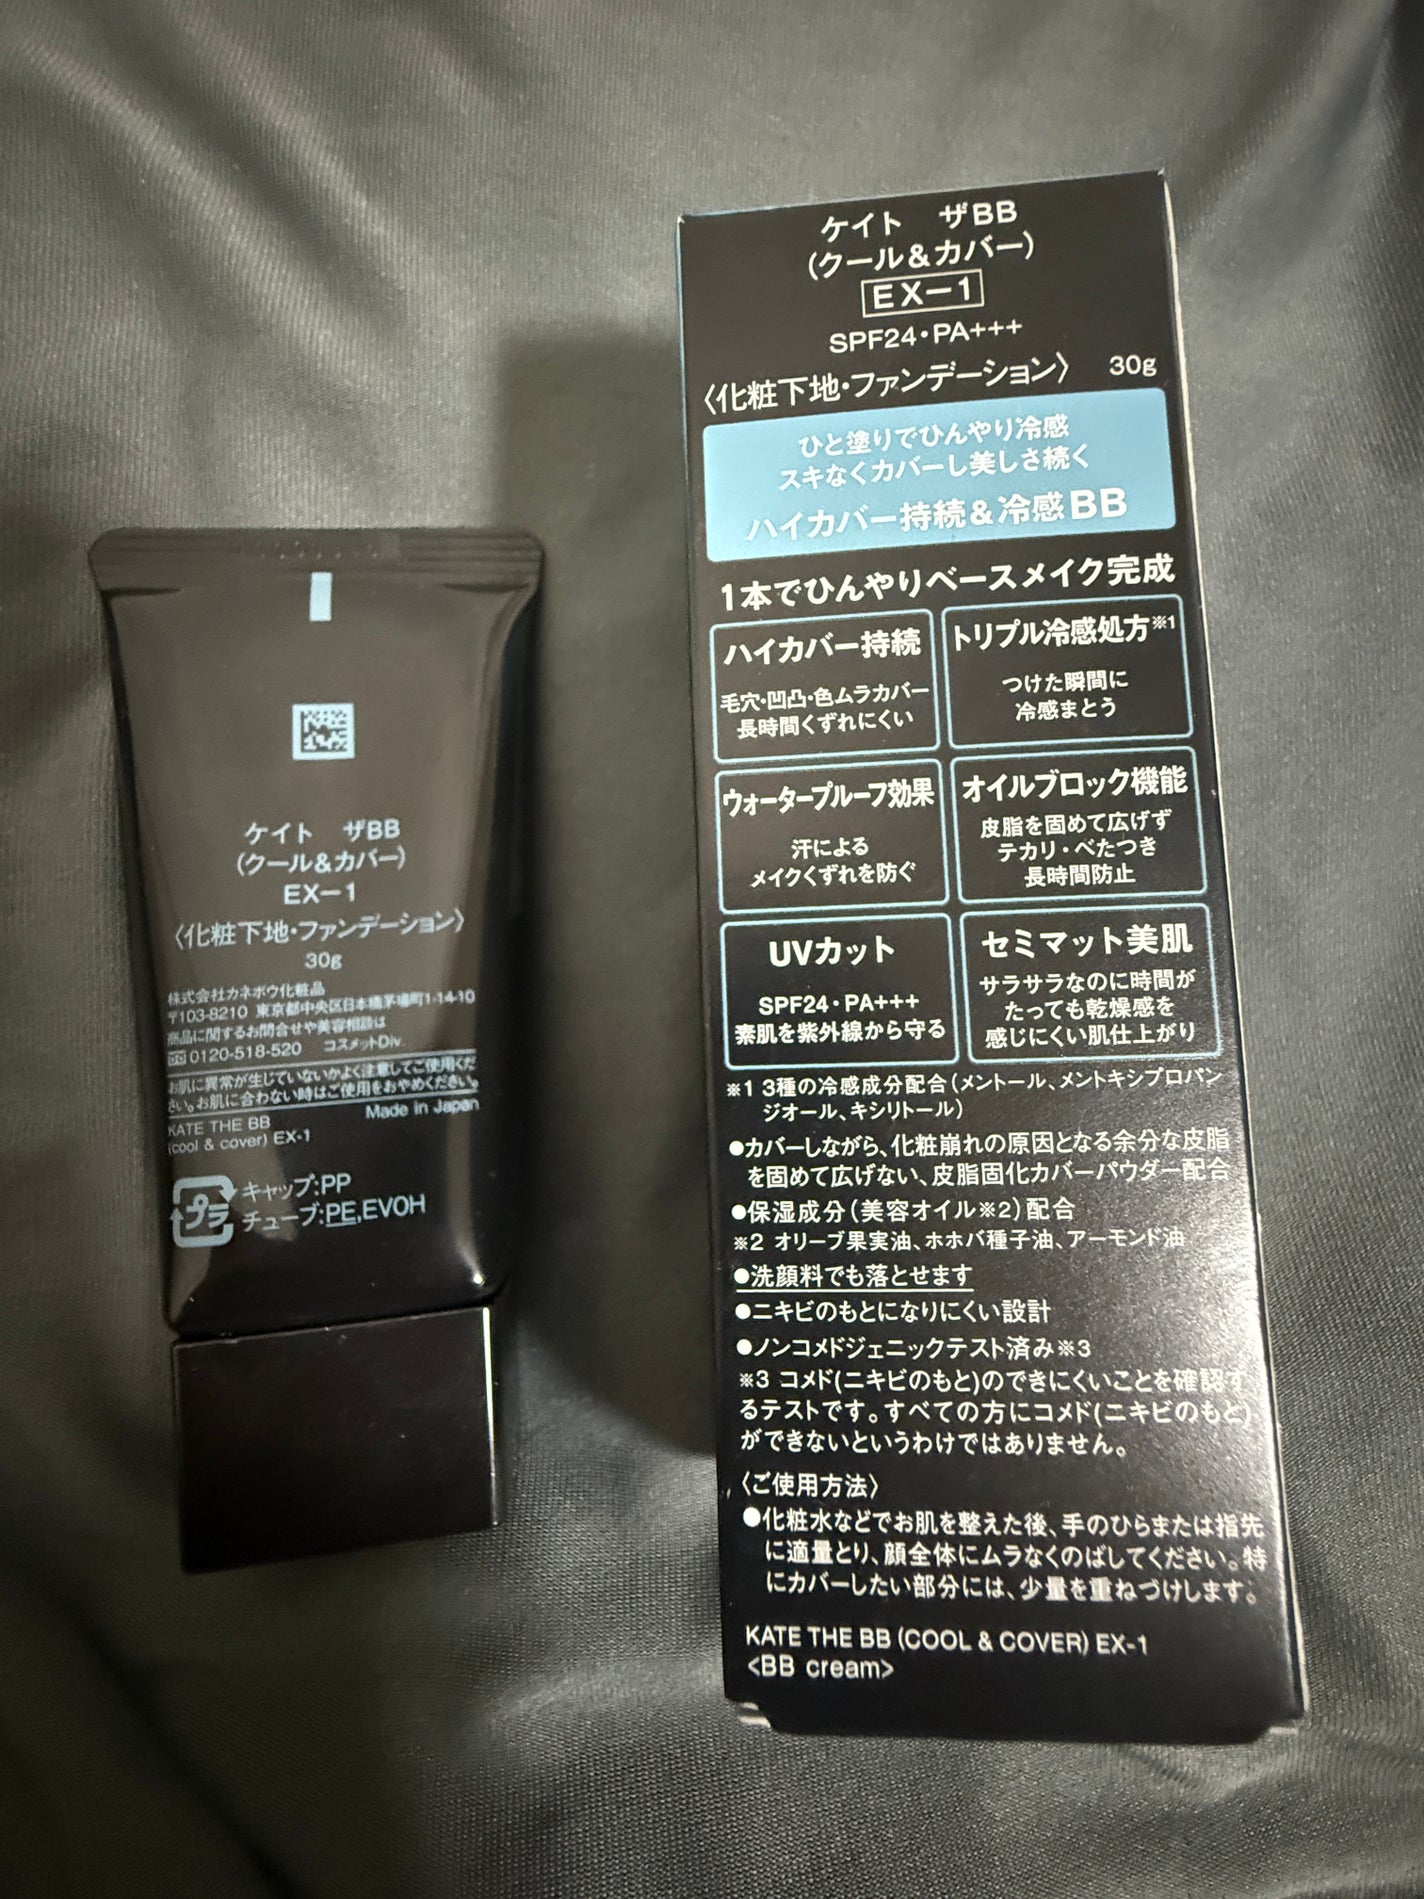 ケイト ザBB
(クール&カバー)
EX-1
〈化粧下地・ファンデーション〉
30g
株式会社カネボウ化粧品
〒103-8210 東京都中央区日本橋茅場町1-14-10
商品に関するお問合せや美容相談は
0120-518-520 コスメットDiv.
お肌に異常が生じていないかよく注意してご使用くだ
さい。お肌に合わない時はご使用をおやめください。
Made in Japan
KATE THE BB
(cool & cover) EX-1
プラ
キャップ:PP
チューブ:PE,EVOH
ケイト ザBB
(クール&カバー)
EX-1
SPF24・PA+++
〈化粧下地・ファンデーション〉 30g
ひと塗りでひんやり冷感
スキなくカバーし美しさ続く
ハイカバー持続&冷感BB
1本でひんやりベースメイク完成
ハイカバー持続
毛穴・凹凸・色ムラカバー
長時間くずれにくい
トリプル冷感処方※1
つけた瞬間に
冷感まとう
ウォータープルーフ効果
汗による
メイクくずれを防ぐ
オイルブロック機能
皮脂を固めて広げず
テカリ・べたつき
長時間防止
UVカット
SPF24・PA+++
素肌を紫外線から守る
セミマット美肌
サラサラなのに時間が
たっても乾燥感を
感じにくい肌仕上がり
※1 3種の冷感成分配合(メントール、メントキシプロパン
ジオール、キシリトール)
●カバーしながら、化粧崩れの原因となる余分な皮脂
を固めて広げない、皮脂固化カバーパウダー配合
●保湿成分(美容オイル※2)配合
※2 オリーブ果実油、ホホバ種子油、アーモンド油
●洗顔料でも落とせます
●ニキビのもとになりにくい設計
●ノンコメドジェニックテスト済み※3
※3 コメド(ニキビのもと)のできにくいことを確認す
るテストです。すべての方にコメド(ニキビのもと)
ができないというわけではありません。
〈ご使用方法〉
●化粧水などでお肌を整えた後、手のひらまたは指先
に適量とり、顔全体にムラなくのばしてください。特
にカバーしたい部分には、少量を重ねづけします。
KATE THE BB (COOL & COVER) EX-1
<BB cream>